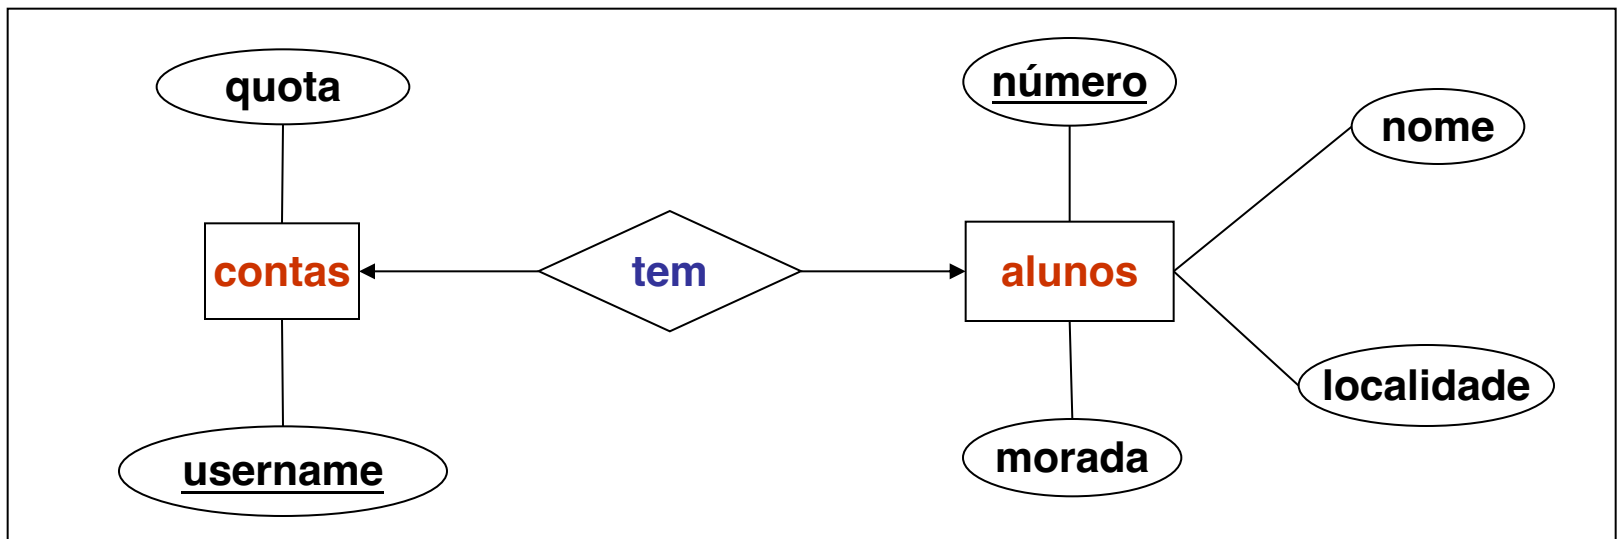 quota
número
nome
contas
tem
alunos
localidade
username
morada